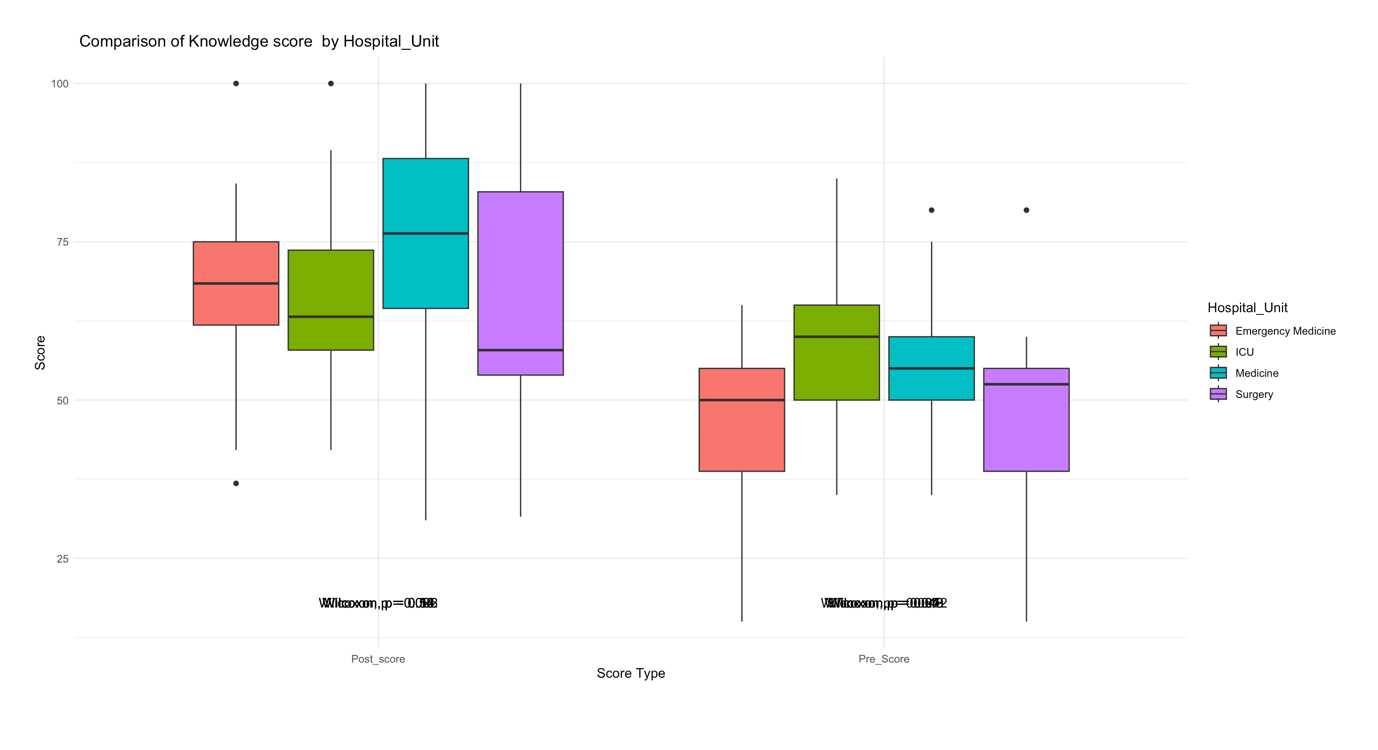 Comparison of Knowledge score  by Hospital_Unit
100
75
50
25
Score
Post_score
Pre_Score
Score Type
Hospital_Unit
Emergency Medicine
ICU
Medicine
Surgery